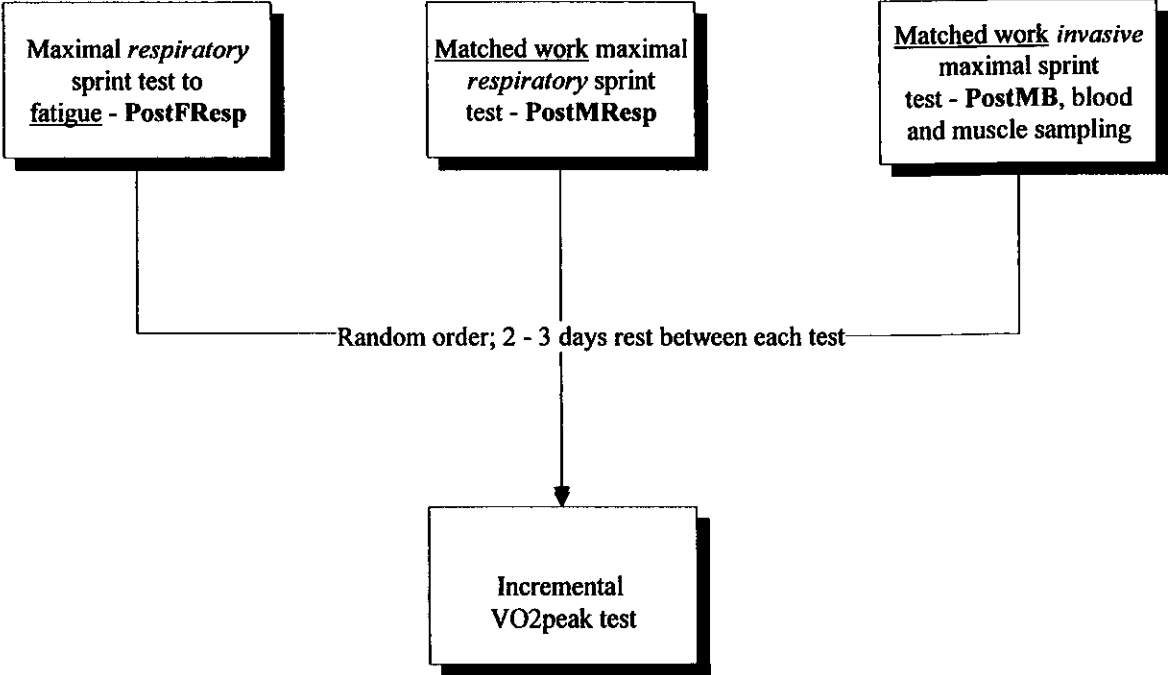 Maximal respiratory
sprint test to
fatigue - PostFResp
Matched work maximal
respiratory sprint
test - PostMResp
Matched work invasive
maximal sprint
test - PostMB, blood
and muscle sampling
Random order; 2 - 3 days rest between each test
Incremental
VO2peak test